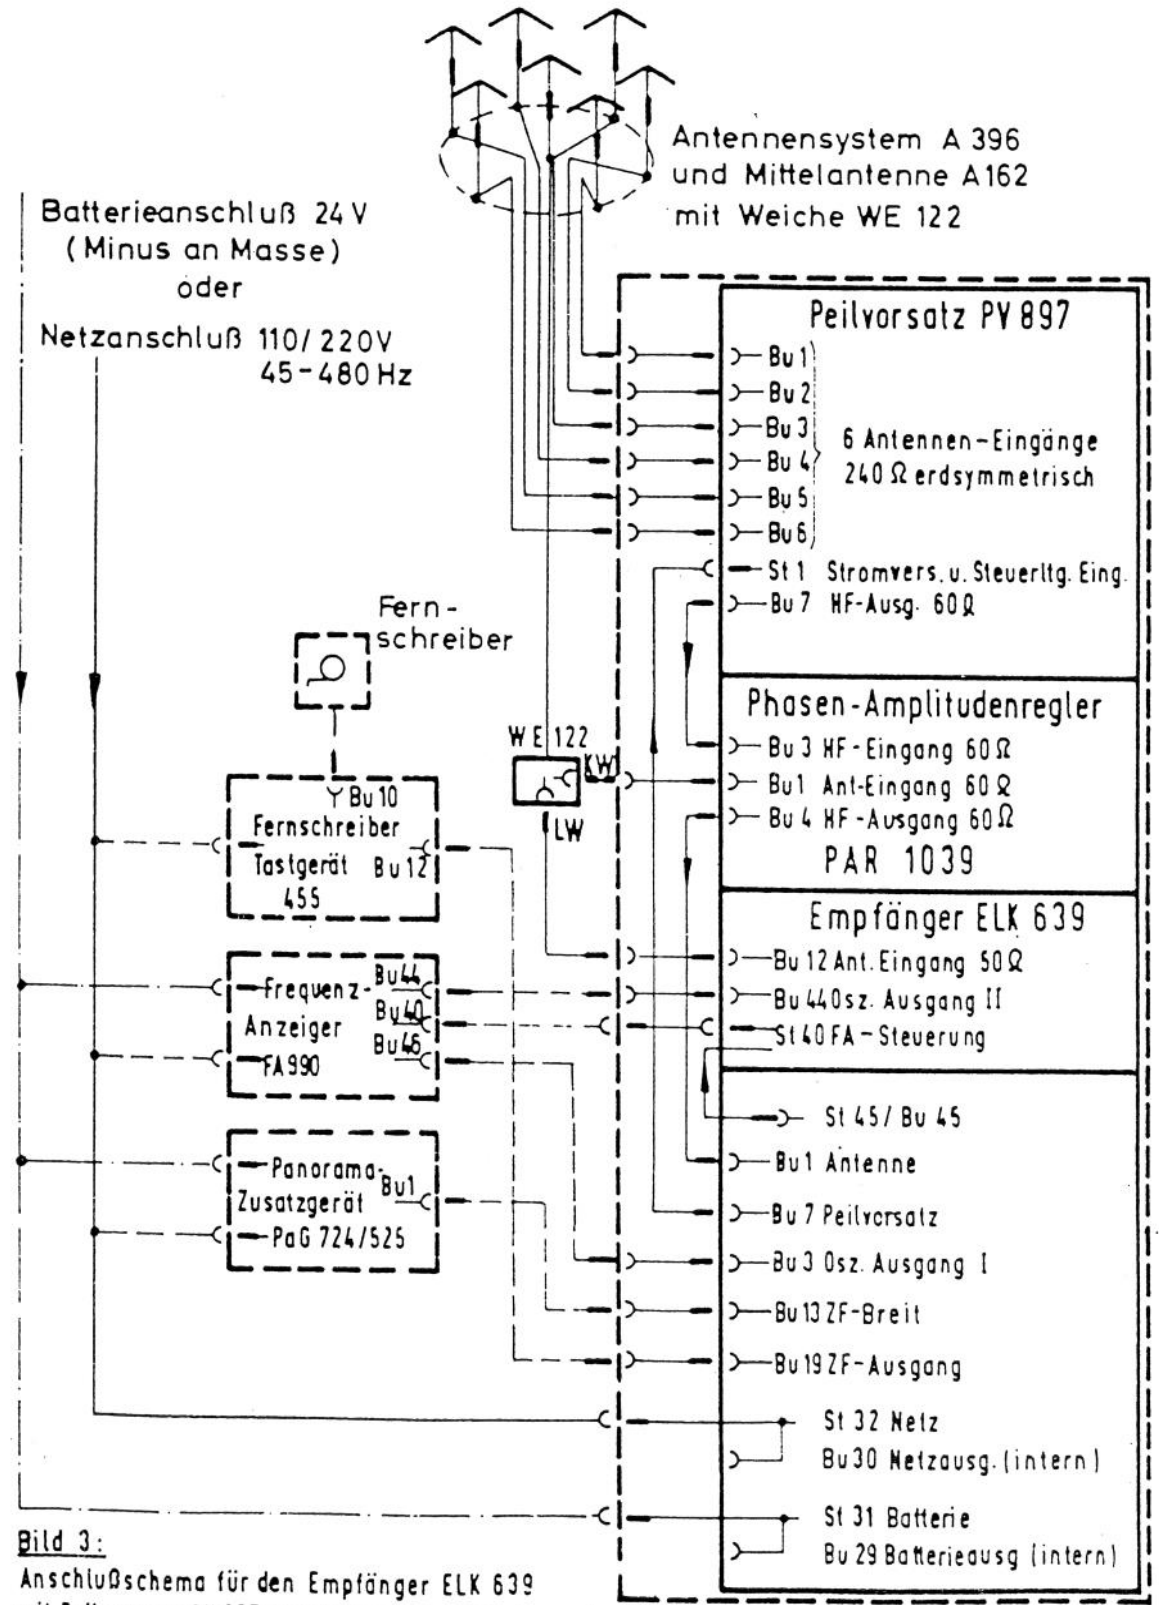 Antennensystem A 396
und Mittelantenne A162
mit Weiche WE 122
Batterieanschluß 24V
(Minus an Masse)
oder
Netzanschluß 110/220V
45-480 Hz
Peilvorsatz PV 897
Bu 1
Bu 2
Bu 3
Bu 4
Bu 5
Bu 6
6 Antennen-Eingänge
240 Ω erdsymmetrisch
St 1 Stromvers. u. Steuerltg. Eing.
Bu 7 HF-Ausg. 60Ω
Fern-
schreiber
Phasen-Amplitudenregler
Bu 3 HF-Eingang 60Ω
Bu 1 Ant-Eingang 60Ω
Bu 4 HF-Ausgang 60Ω
PAR 1039
WE 122
KW
LW
Bu 10
Fernschreiber
Tastgerät Bu 12
455
Empfänger ELK 639
Bu 12 Ant. Eingang 50Ω
Bu 44 Osz. Ausgang II
St 40 FA-Steuerung
Bu 44
Frequenz-
Bu 40
Anzeiger
Bu 46
FA 990
St 45/ Bu 45
Bu 1 Antenne
Bu 7 Peilvorsatz
Bu 3 Osz. Ausgang I
Bu 13 ZF-Breit
Bu 19 ZF-Ausgang
Panorama-
Bu 1
Zusatzgerät
PaG 724/525
St 32 Netz
Bu 30 Netzausg. (intern)
St 31 Batterie
Bu 29 Batterieausg (intern)
Bild 3:
Anschlußschema für den Empfänger ELK 639